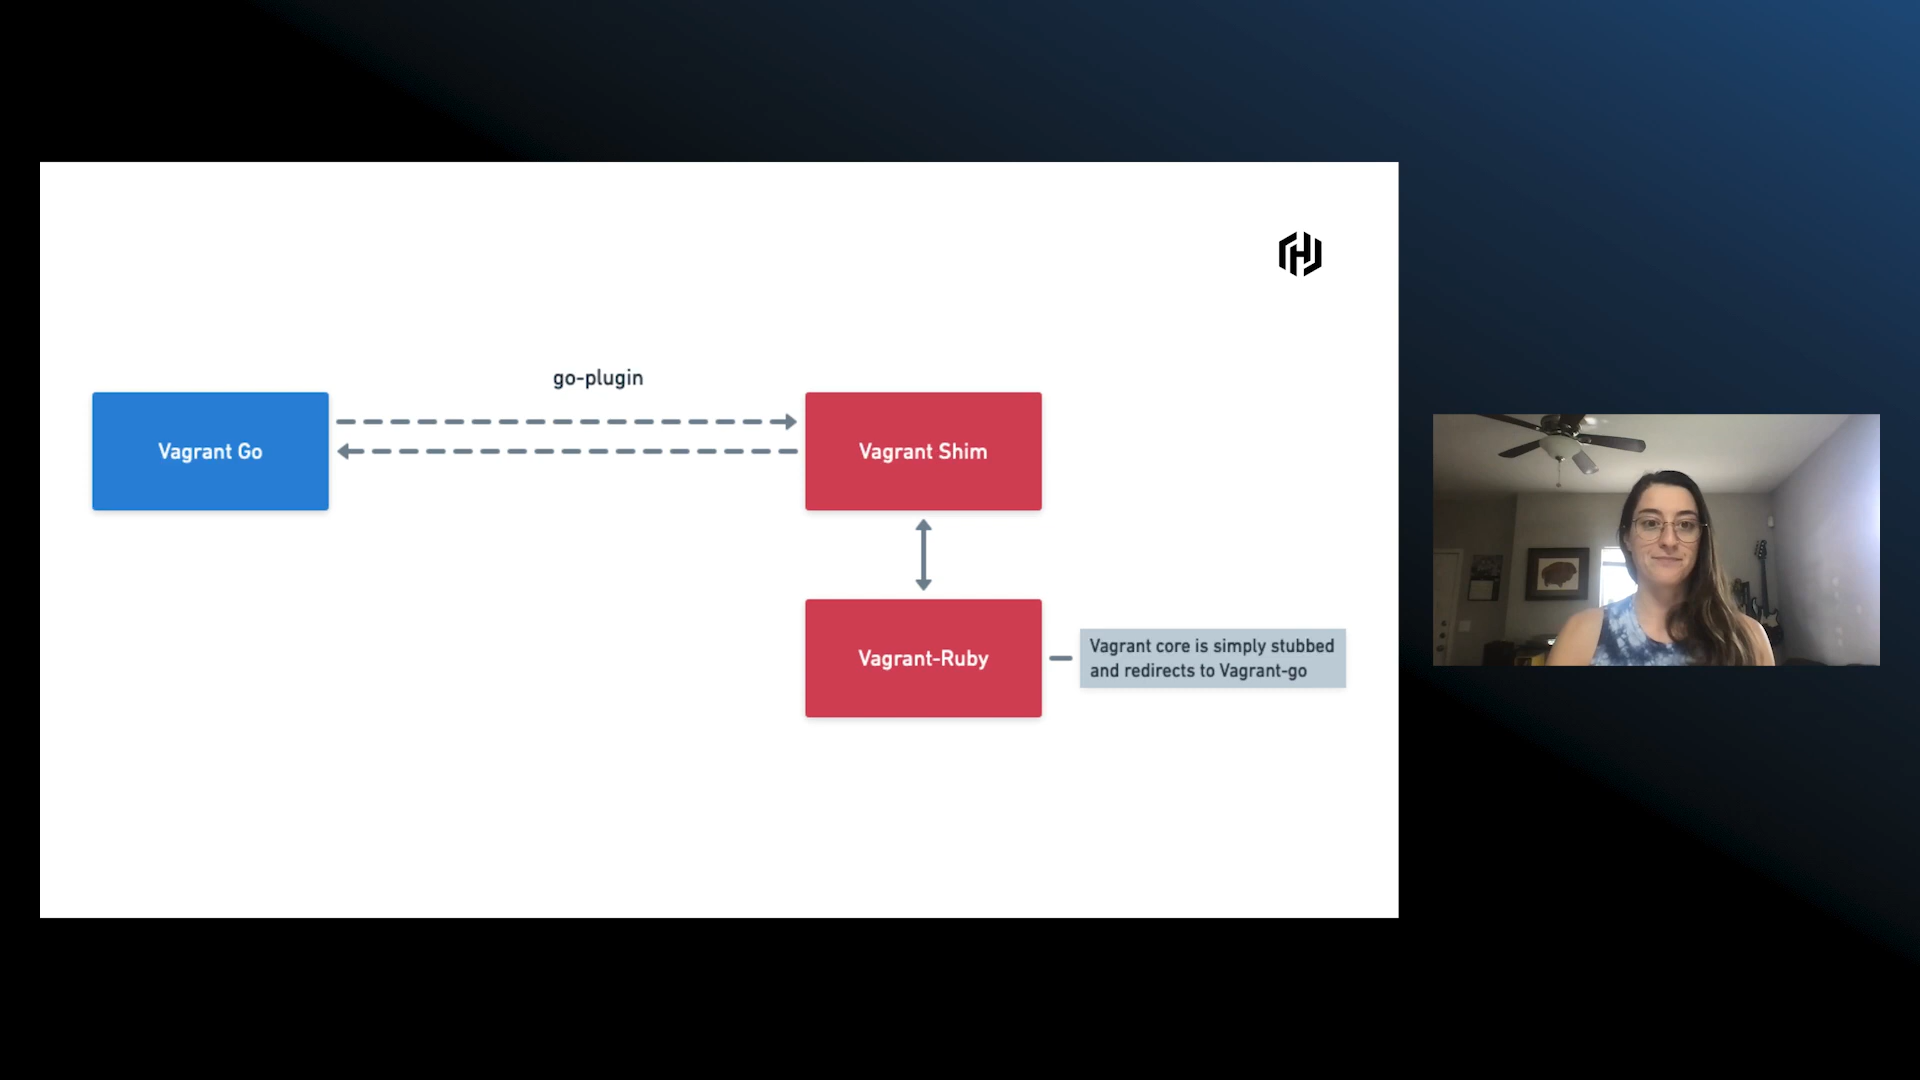 go-plugin
Vagrant Go
Vagrant Shim
Vagrant-Ruby
Vagrant core is simply stubbed
and redirects to Vagrant-go